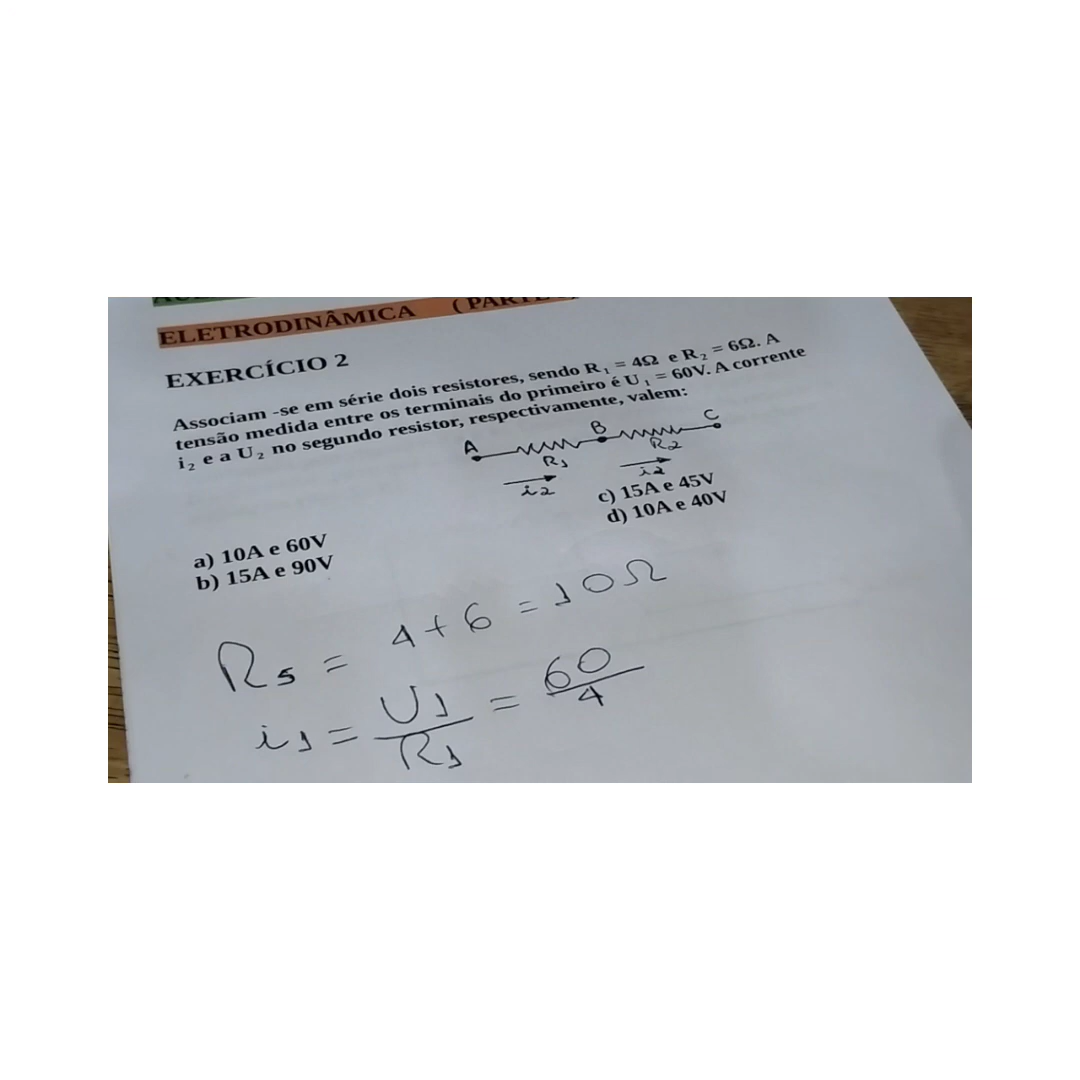 ELETRODINÂMICA (PARTE
EXERCÍCIO 2
Associam -se em série dois resistores, sendo R₁ = 4Ω e R₂ = 6Ω. A
tensão medida entre os terminais do primeiro é U₁ = 60V. A corrente
i₂ e a U₂ no segundo resistor, respectivamente, valem:
A B C
R₁ R₂
i₂ i₂
a) 10A e 60V
b) 15A e 90V
c) 15A e 45V
d) 10A e 40V
Rs = 4 + 6 = 10Ω
i₁ = U₁/R₁ = 60/4